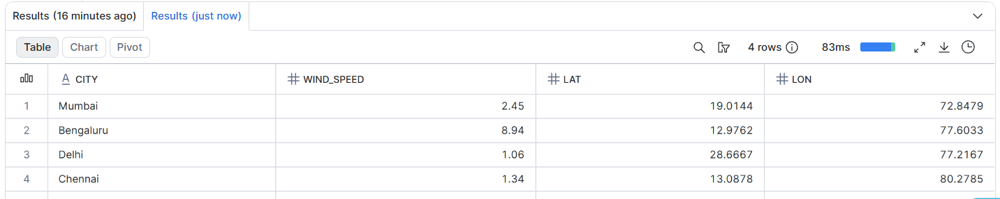 Results (16 minutes ago) Results (just now)
Table Chart Pivot 4 rows 83ms
A CITY # WIND_SPEED # LAT # LON
1 Mumbai 2.45 19.0144 72.8479
2 Bengaluru 8.94 12.9762 77.6033
3 Delhi 1.06 28.6667 77.2167
4 Chennai 1.34 13.0878 80.2785